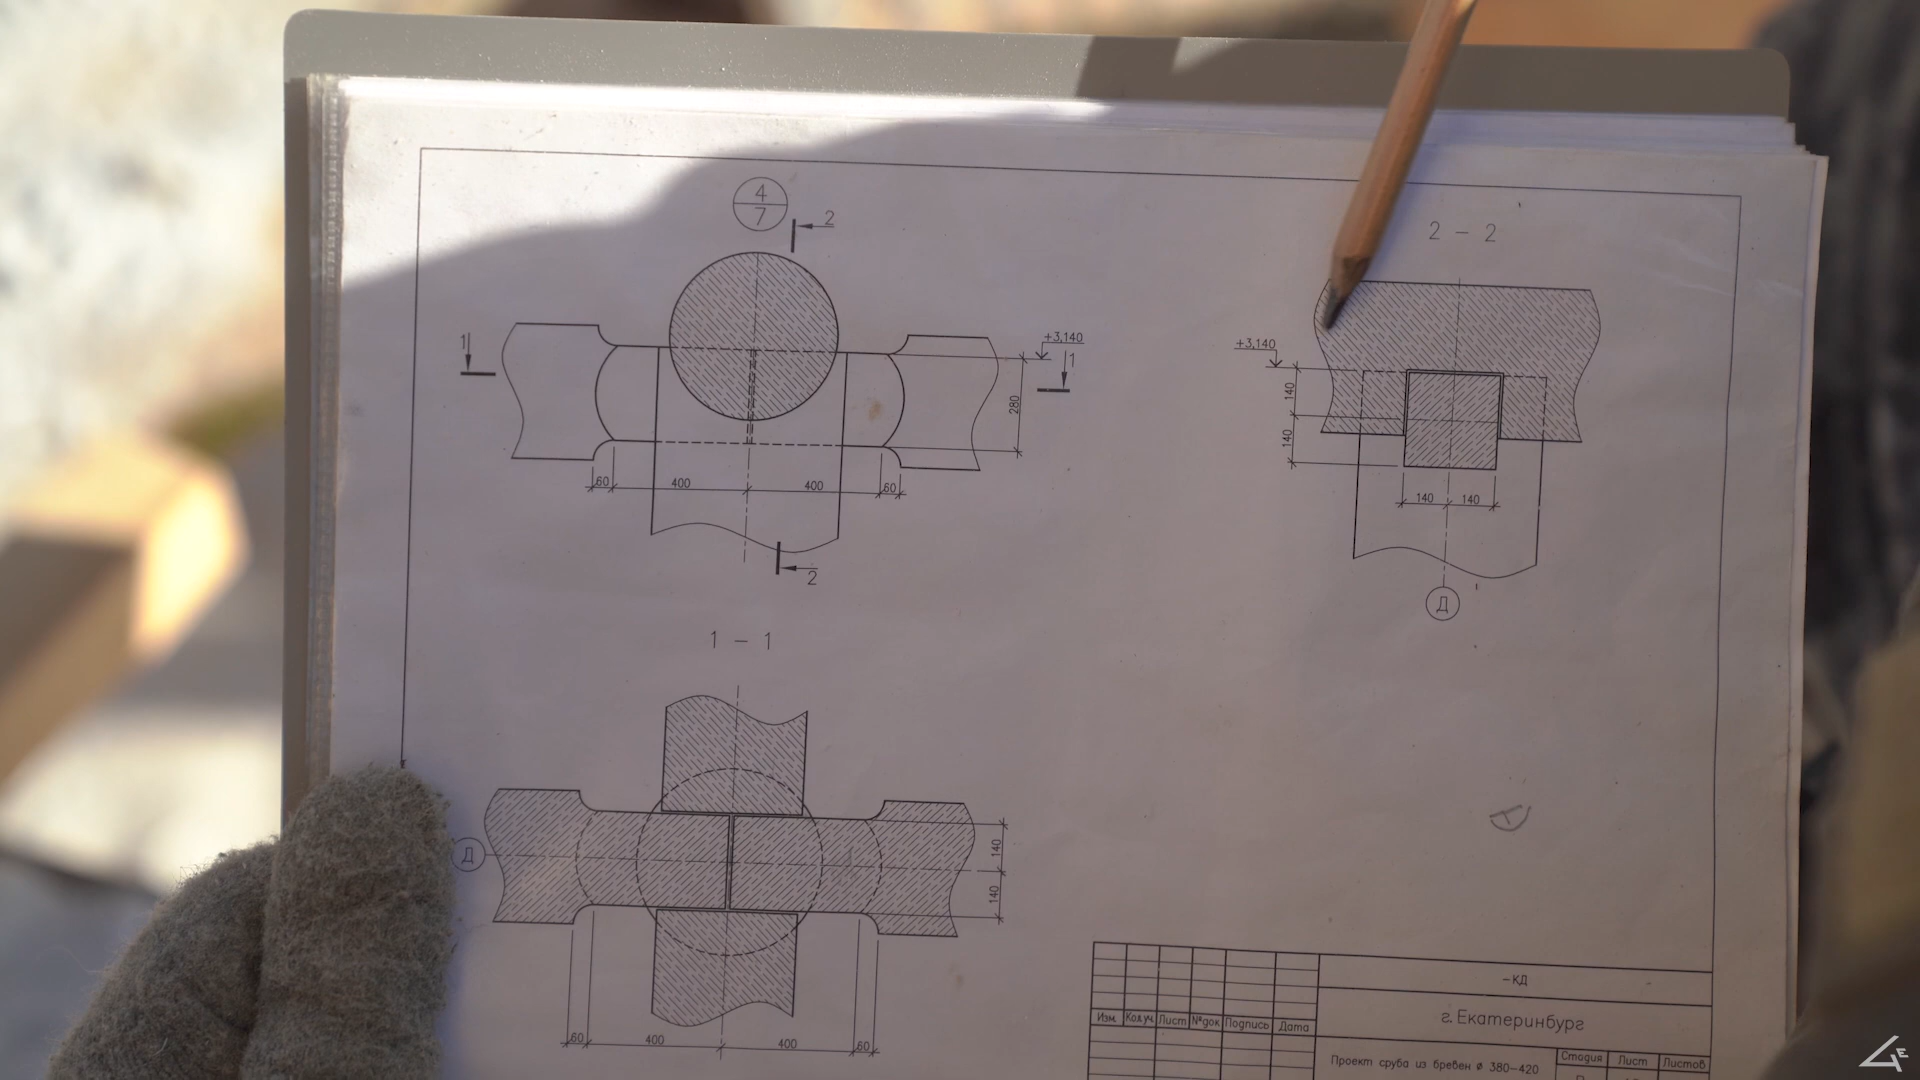 4
7
2
1
+3,140
1
280
60
400
400
60
2
2 - 2
+3,140
140
140
140
140
Д
1 - 1
Д
140
140
60
400
400
60
-КД
г. Екатеринбург
Изм.
Кол.уч.
Лист
№док
Подпись
Дата
Проект сруба из бревен ø 380-420
Стадия
Лист
Листов